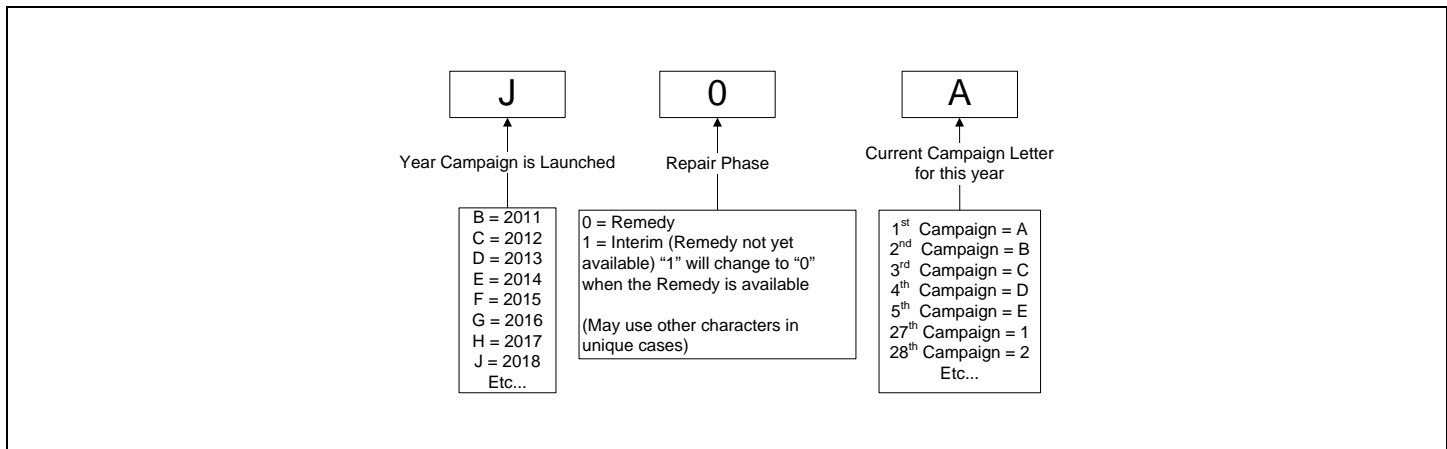 J
0
A
Year Campaign is Launched
Repair Phase
Current Campaign Letter
for this year
B = 2011
C = 2012
D = 2013
E = 2014
F = 2015
G = 2016
H = 2017
J = 2018
Etc...
0 = Remedy
1 = Interim (Remedy not yet
available) “1” will change to “0”
when the Remedy is available
(May use other characters in
unique cases)
1st Campaign = A
2nd Campaign = B
3rd Campaign = C
4th Campaign = D
5th Campaign = E
27th Campaign = 1
28th Campaign = 2
Etc...